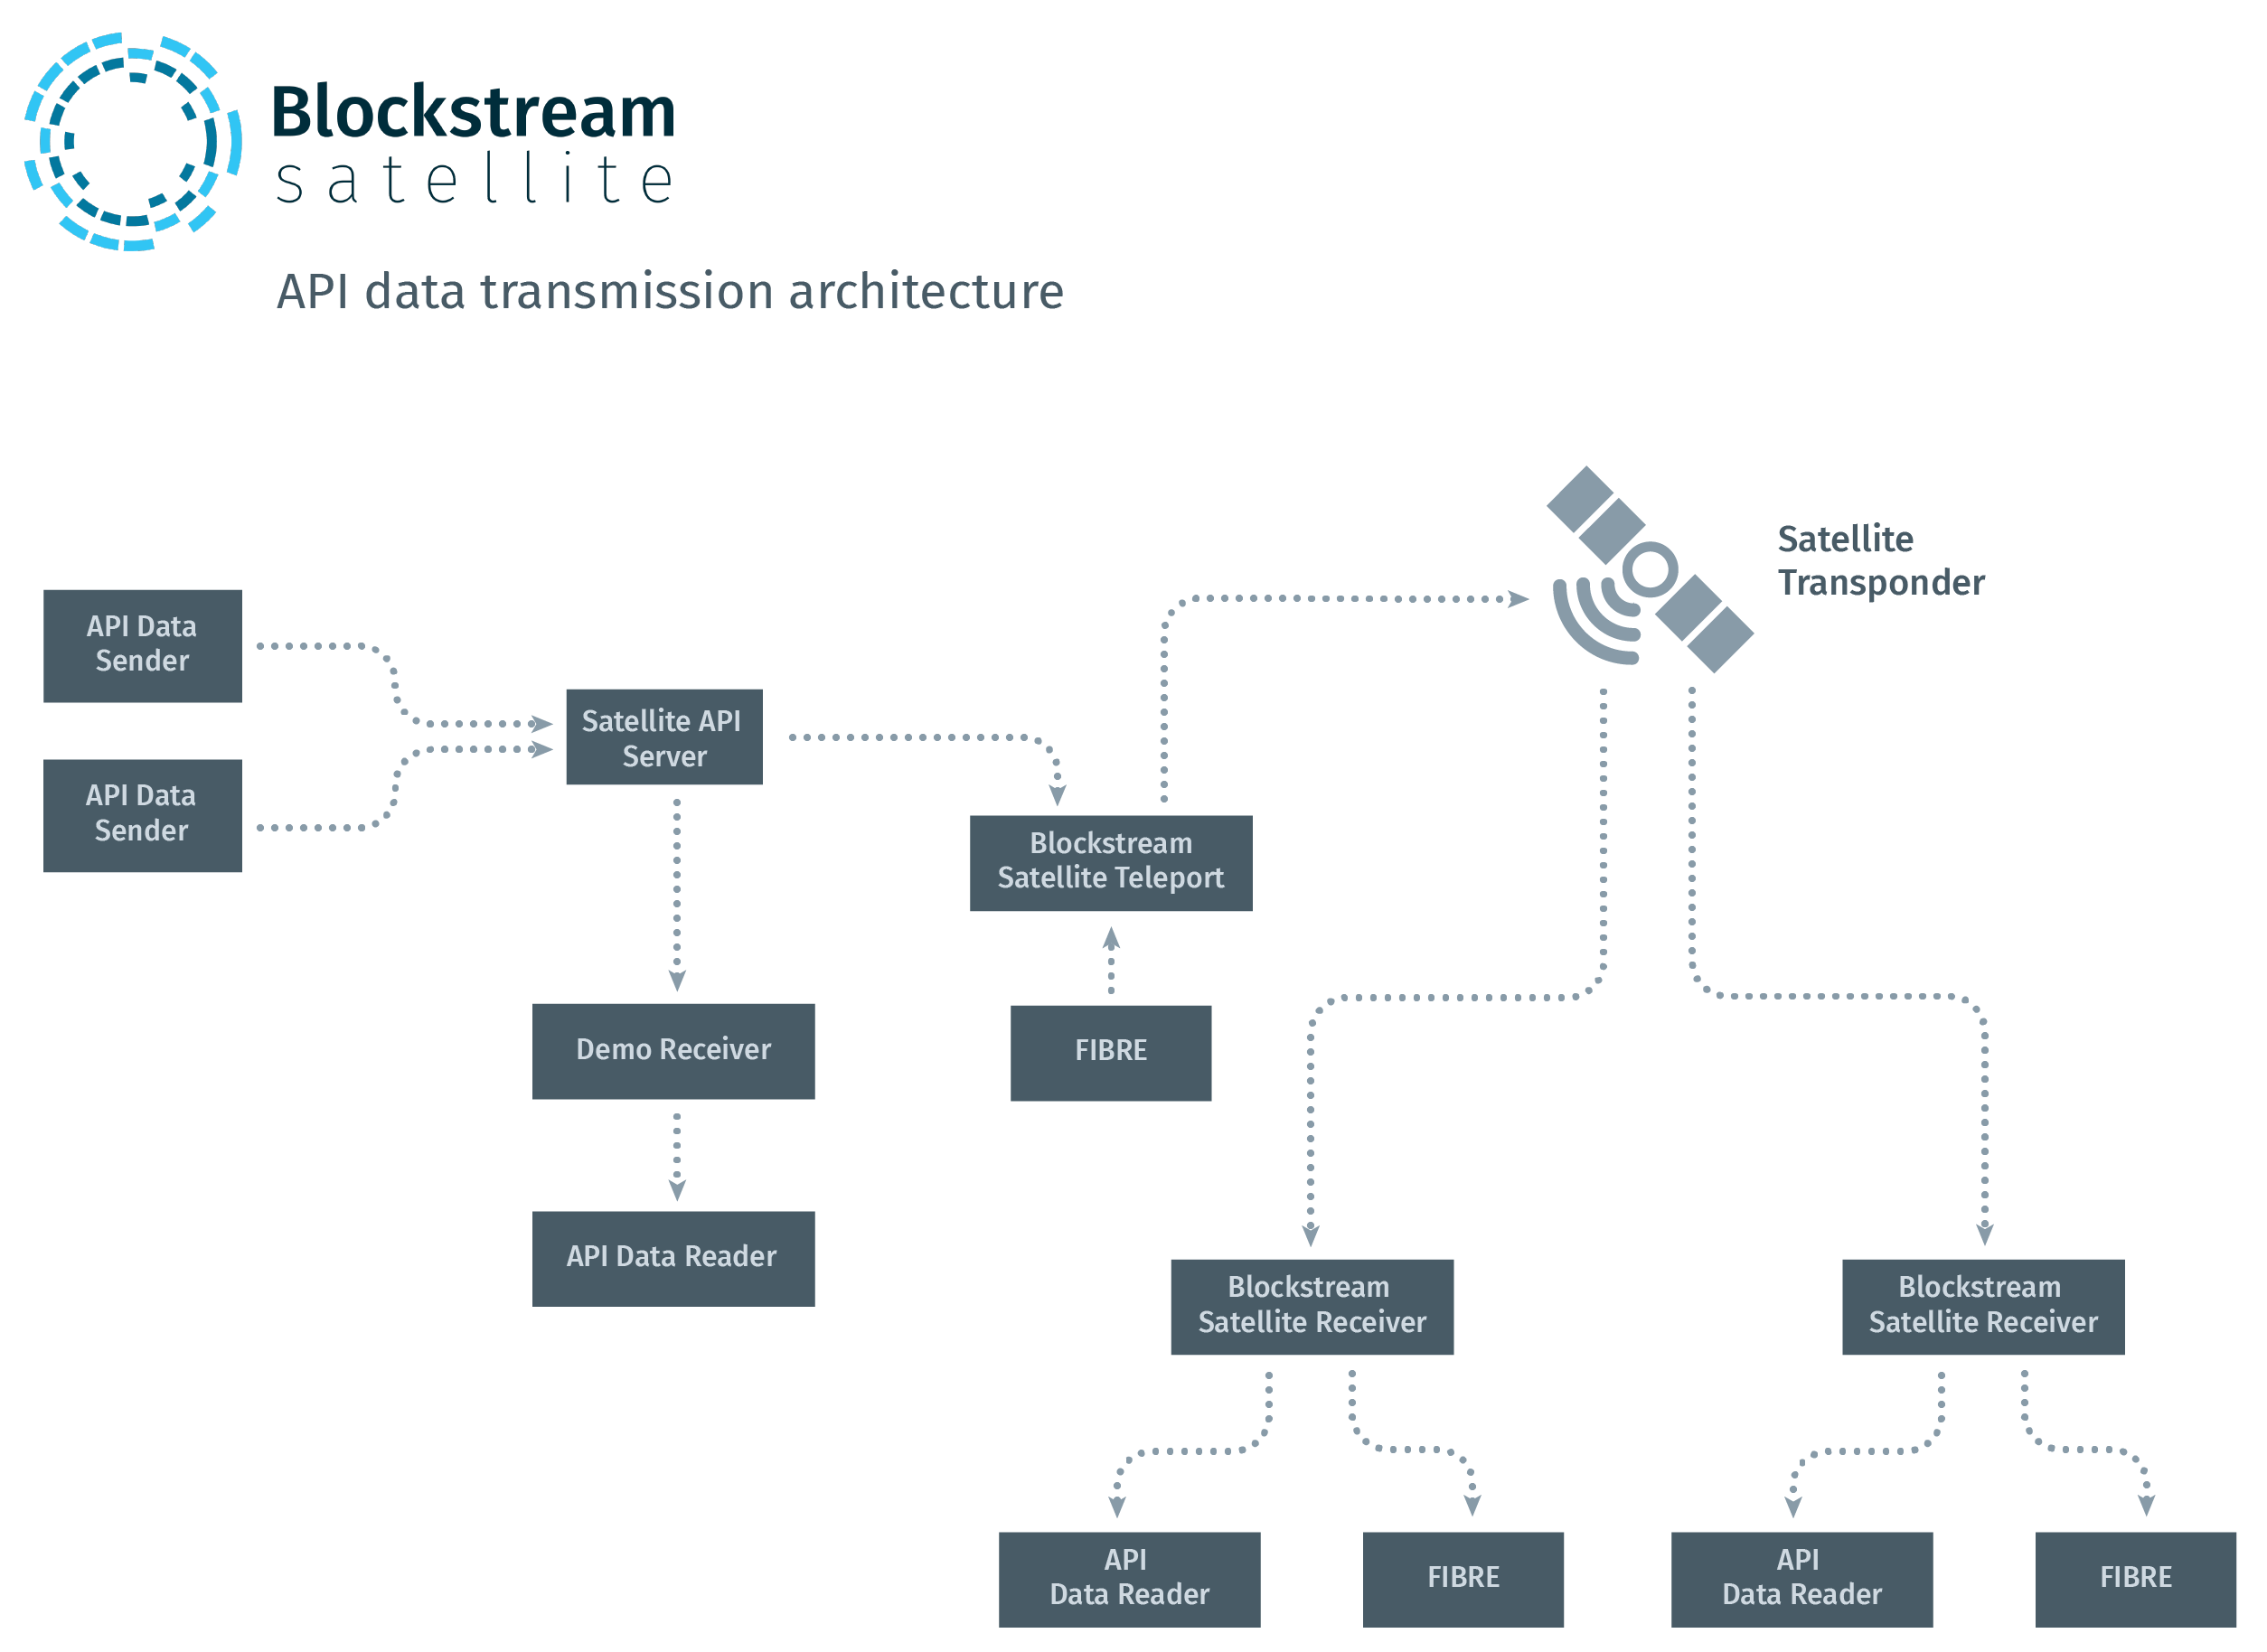 Blockstream
satellite
API data transmission architecture
Satellite
Transponder
API Data
Sender
Satellite API
Server
API Data
Sender
Blockstream
Satellite Teleport
Demo Receiver
FIBRE
API Data Reader
Blockstream
Satellite Receiver
Blockstream
Satellite Receiver
API
Data Reader
FIBRE
API
Data Reader
FIBRE